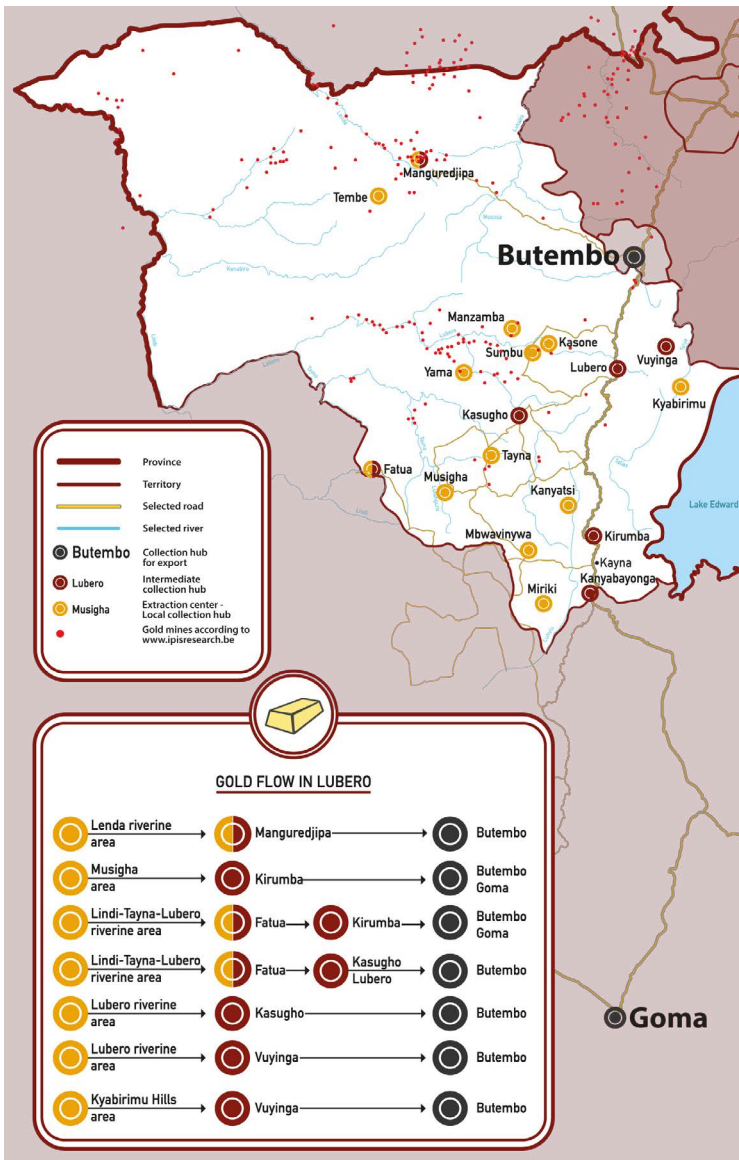 Manguredjipa
Tembe
Butembo
Manzamba
Kasone
Sumbu
Vuyinga
Yama
Lubero
Kyabirimu
Kasugho
Tayna
Fatua
Musigha
Kanyatsi
Lake Edward
Mbwavinywa
Kirumba
Kayna
Kanyabayonga
Miriki
Goma
Province
Territory
Selected road
Selected river
Butembo
Collection hub
for export
Lubero
Intermediate
collection hub
Musigha
Extraction center -
Local collection hub
Gold mines according to
www.ipisresearch.be
GOLD FLOW IN LUBERO
Lenda riverine
area
Manguredjipa
Butembo
Musigha
area
Kirumba
Butembo
Goma
Lindi-Tayna-Lubero
riverine area
Fatua
Kirumba
Butembo
Goma
Lindi-Tayna-Lubero
riverine area
Fatua
Kasugho
Lubero
Butembo
Lubero riverine
area
Kasugho
Butembo
Lubero riverine
area
Vuyinga
Butembo
Kyabirimu Hills
area
Vuyinga
Butembo